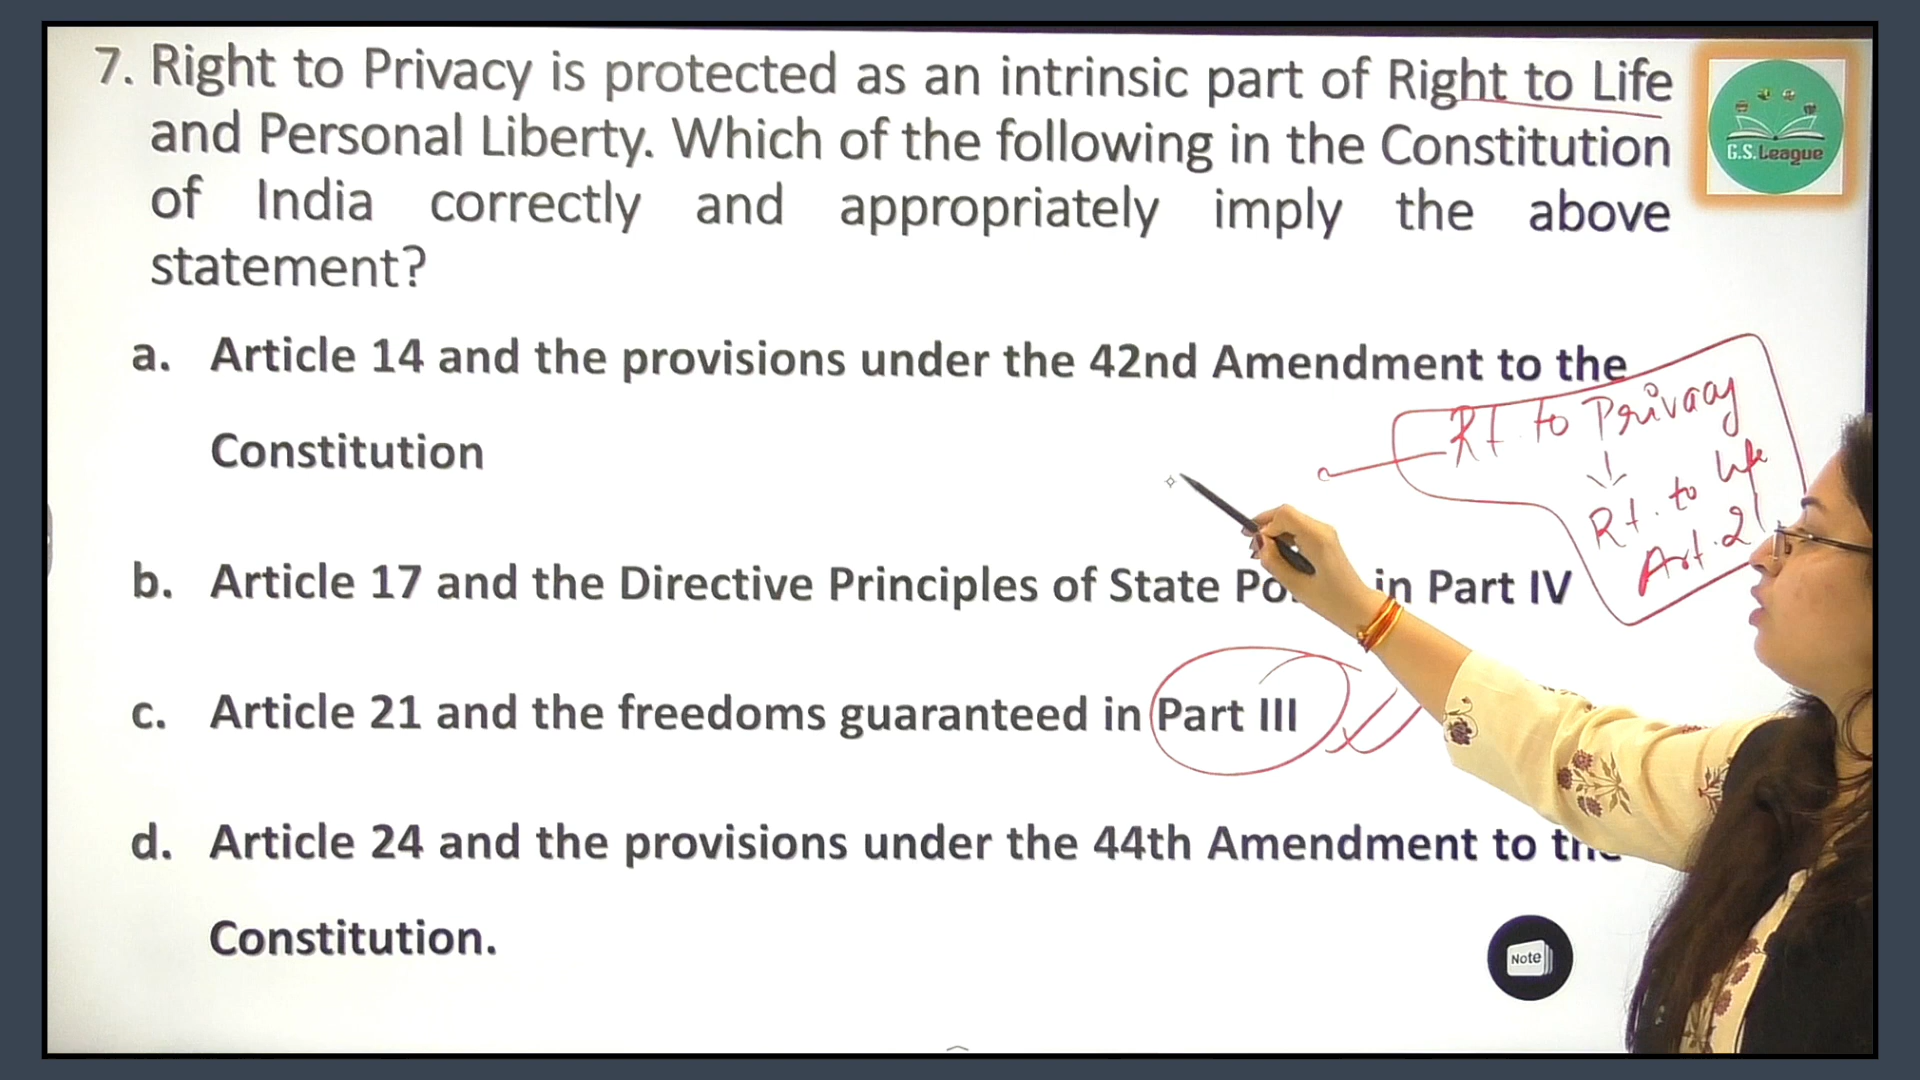 7. Right to Privacy is protected as an intrinsic part of Right to Life
and Personal Liberty. Which of the following in the Constitution
of India correctly and appropriately imply the above
statement?
G.S.League
a. Article 14 and the provisions under the 42nd Amendment to the
Constitution
Rt. to Privacy
Rt. to life
Art. 21
b. Article 17 and the Directive Principles of State Po in Part IV
c. Article 21 and the freedoms guaranteed in Part III
d. Article 24 and the provisions under the 44th Amendment to the
Constitution.
Note